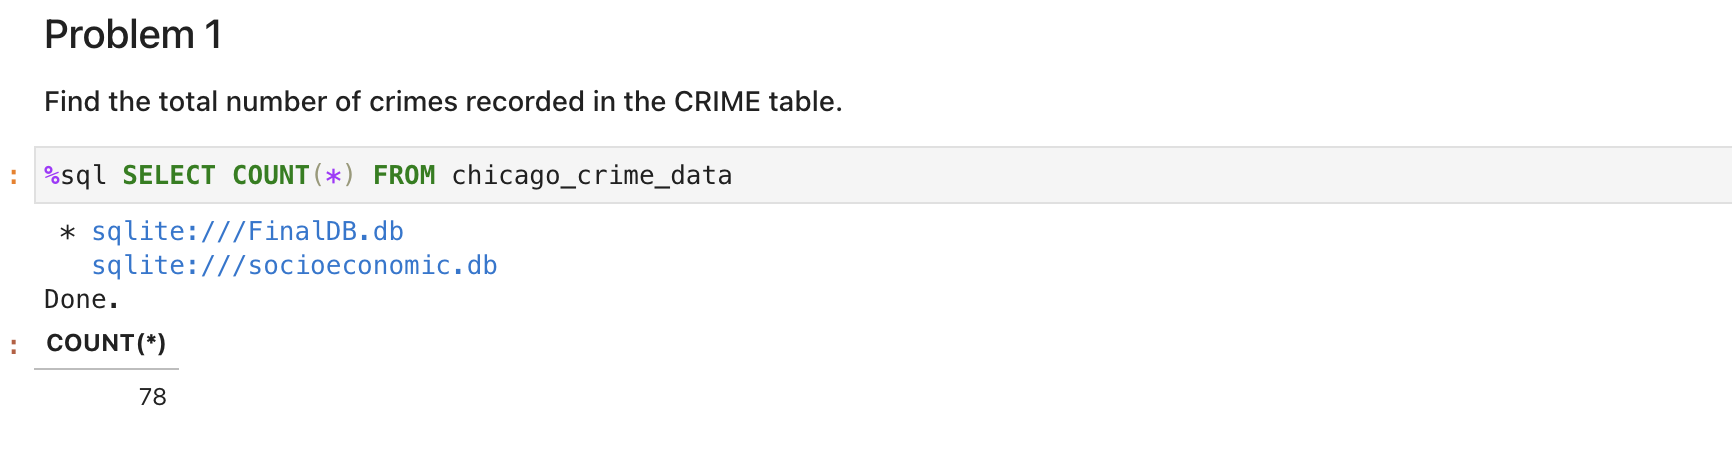 Problem 1
Find the total number of crimes recorded in the CRIME table.
: %sql SELECT COUNT(*) FROM chicago_crime_data
* sqlite:///FinalDB.db
sqlite:///socioeconomic.db
Done.
: COUNT(*)
78